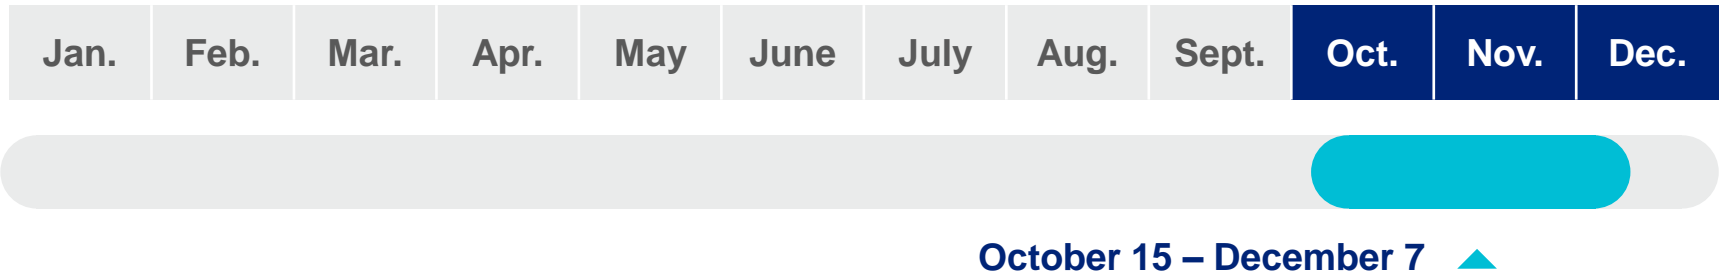 Jan. Feb. Mar. Apr. May June July Aug. Sept. Oct. Nov. Dec.
October 15 – December 7